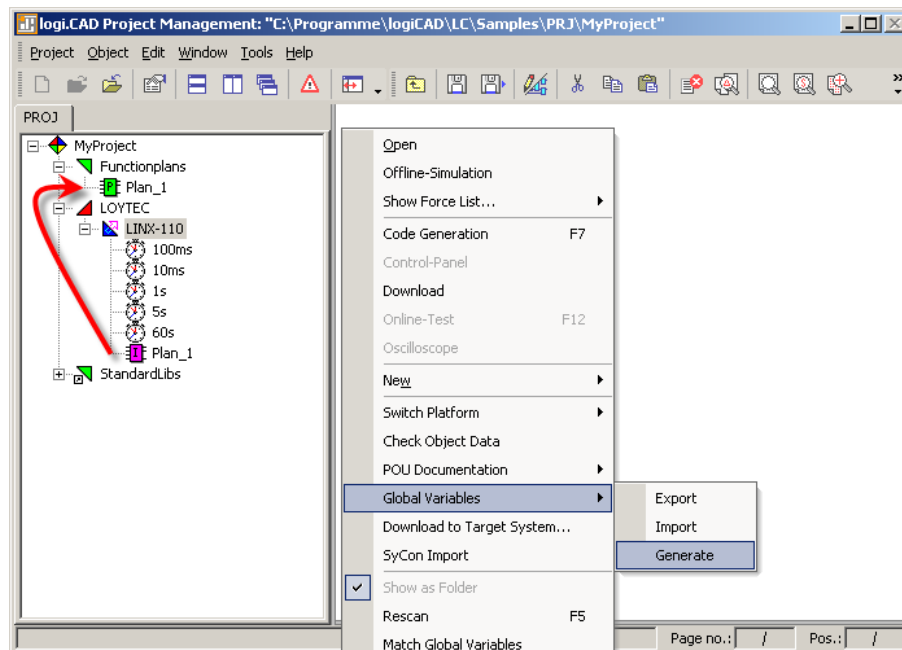 logi.CAD Project Management: "C:\Programme\logiCAD\LC\Samples\PRJ\MyProject"
Project Object Edit Window Tools Help
PROJ
MyProject
Functionplans
P Plan_1
LOYTEC
LINX-110
100ms
10ms
1s
5s
60s
I Plan_1
StandardLibs
Open
Offline-Simulation
Show Force List...
Code Generation F7
Control-Panel
Download
Online-Test F12
Oscilloscope
New
Switch Platform
Check Object Data
POU Documentation
Global Variables
Download to Target System...
SyCon Import
Show as Folder
Rescan F5
Match Global Variables
Export
Import
Generate
Page no.: / Pos.: /